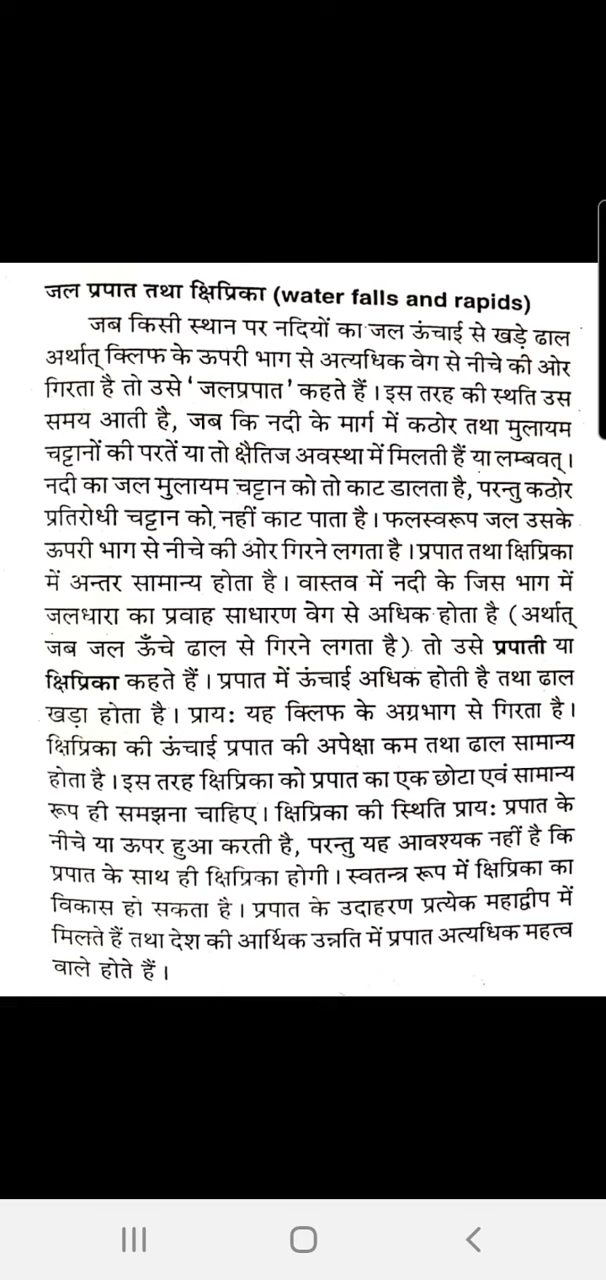 जल प्रपात तथा क्षिप्रिका (water falls and rapids)
जब किसी स्थान पर नदियों का जल ऊंचाई से खड़े ढाल
अर्थात् क्लिफ के ऊपरी भाग से अत्यधिक वेग से नीचे की ओर
गिरता है तो उसे ‘जलप्रपात’ कहते हैं। इस तरह की स्थति उस
समय आती है, जब कि नदी के मार्ग में कठोर तथा मुलायम
चट्टानों की परतें या तो क्षैतिज अवस्था में मिलती हैं या लम्बवत्।
नदी का जल मुलायम चट्टान को तो काट डालता है, परन्तु कठोर
प्रतिरोधी चट्टान को नहीं काट पाता है। फलस्वरूप जल उसके
ऊपरी भाग से नीचे की ओर गिरने लगता है। प्रपात तथा क्षिप्रिका
में अन्तर सामान्य होता है। वास्तव में नदी के जिस भाग में
जलधारा का प्रवाह साधारण वेग से अधिक होता है (अर्थात्
जब जल ऊँचे ढाल से गिरने लगता है) तो उसे प्रपाती या
क्षिप्रिका कहते हैं। प्रपात में ऊंचाई अधिक होती है तथा ढाल
खड़ा होता है। प्राय: यह क्लिफ के अग्रभाग से गिरता है।
क्षिप्रिका की ऊंचाई प्रपात की अपेक्षा कम तथा ढाल सामान्य
होता है। इस तरह क्षिप्रिका को प्रपात का एक छोटा एवं सामान्य
रूप ही समझना चाहिए। क्षिप्रिका की स्थिति प्राय: प्रपात के
नीचे या ऊपर हुआ करती है, परन्तु यह आवश्यक नहीं है कि
प्रपात के साथ ही क्षिप्रिका होगी। स्वतन्त्र रूप में क्षिप्रिका का
विकास हो सकता है। प्रपात के उदाहरण प्रत्येक महाद्वीप में
मिलते हैं तथा देश की आर्थिक उन्नति में प्रपात अत्यधिक महत्व
वाले होते हैं।